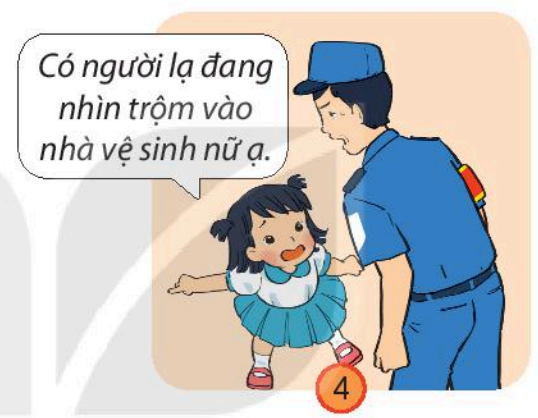 Có người lạ đang
nhìn trộm vào
nhà vệ sinh nữ ạ.
4